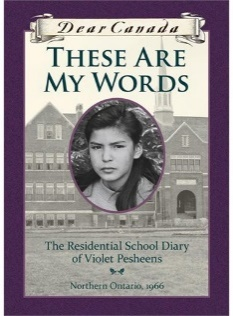 Dear Canada
THESE ARE
MY WORDS
The Residential School Diary
of Violet Pesheens
Northern Ontario, 1966